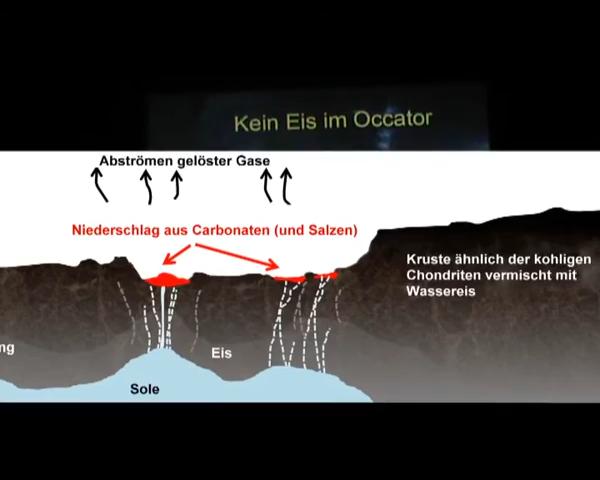 Kein Eis im Occator
Abströmen gelöster Gase
Niederschlag aus Carbonaten (und Salzen)
Kruste ähnlich der kohligen
Chondriten vermischt mit
Wassereis
ng
Eis
Sole